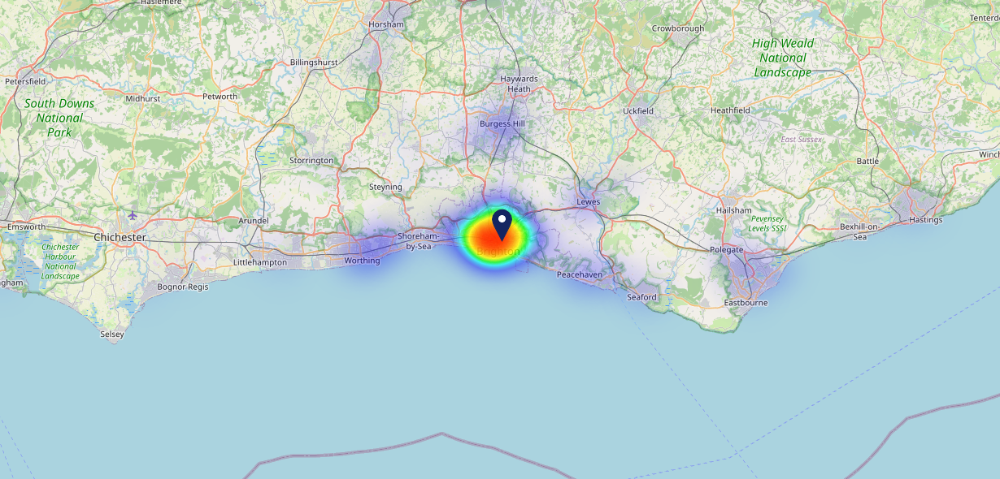 Haslemere
Horsham
Crowborough
Tenterd
High Weald
National
Landscape
Billingshurst
Petersfield
Haywards
Heath
Midhurst
Petworth
South Downs
National
Park
Uckfield
Heathfield
Burgess Hill
East Sussex
Storrington
Battle
Winch
Steyning
Lewes
Hailsham
Emsworth
Arundel
Pevensey
Levels SSSI
Bexhill-on-
Sea
Hastings
Chichester
Shoreham-
by-Sea
Chichester
Harbour
National
Landscape
Littlehampton
Worthing
Brighton
Polegate
Peacehaven
gham
Bognor Regis
Seaford
Eastbourne
Selsey